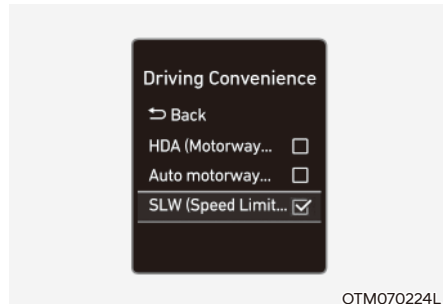 Driving Convenience
Back
HDA (Motorway...
Auto motorway...
SLW (Speed Limit...
OTM070224L